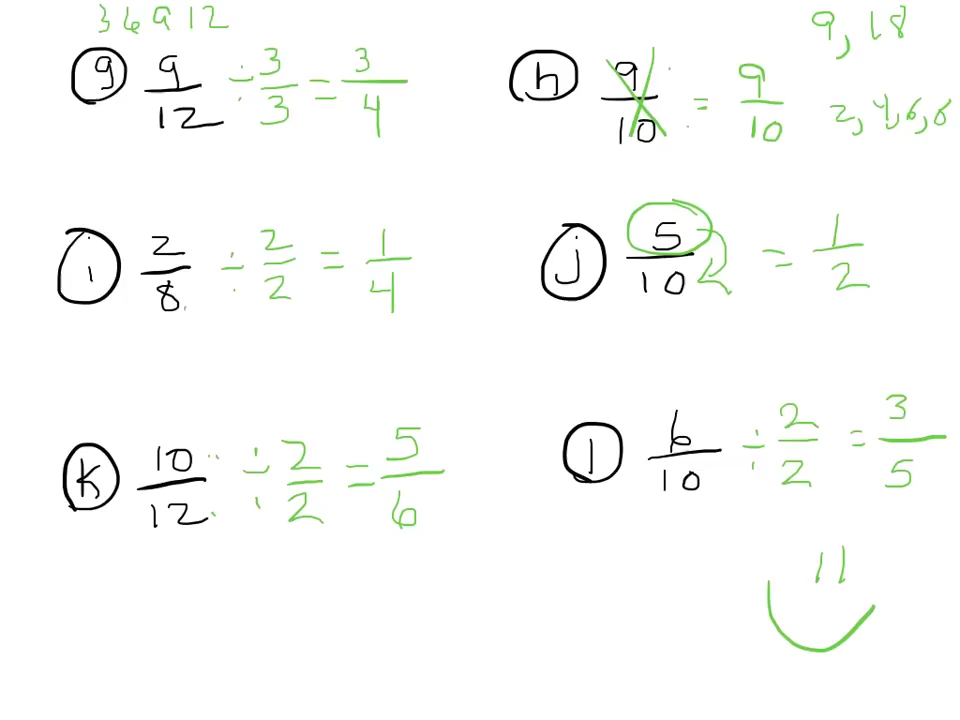 3 6 9 12
9, 18
g 9/12 ÷ 3/3 = 3/4
h 9/10 = 9/10
2, 4, 6, 8
i 2/8 ÷ 2/2 = 1/4
j 5/10 = 1/2
k 10/12 ÷ 2/2 = 5/6
l 6/10 ÷ 2/2 = 3/5